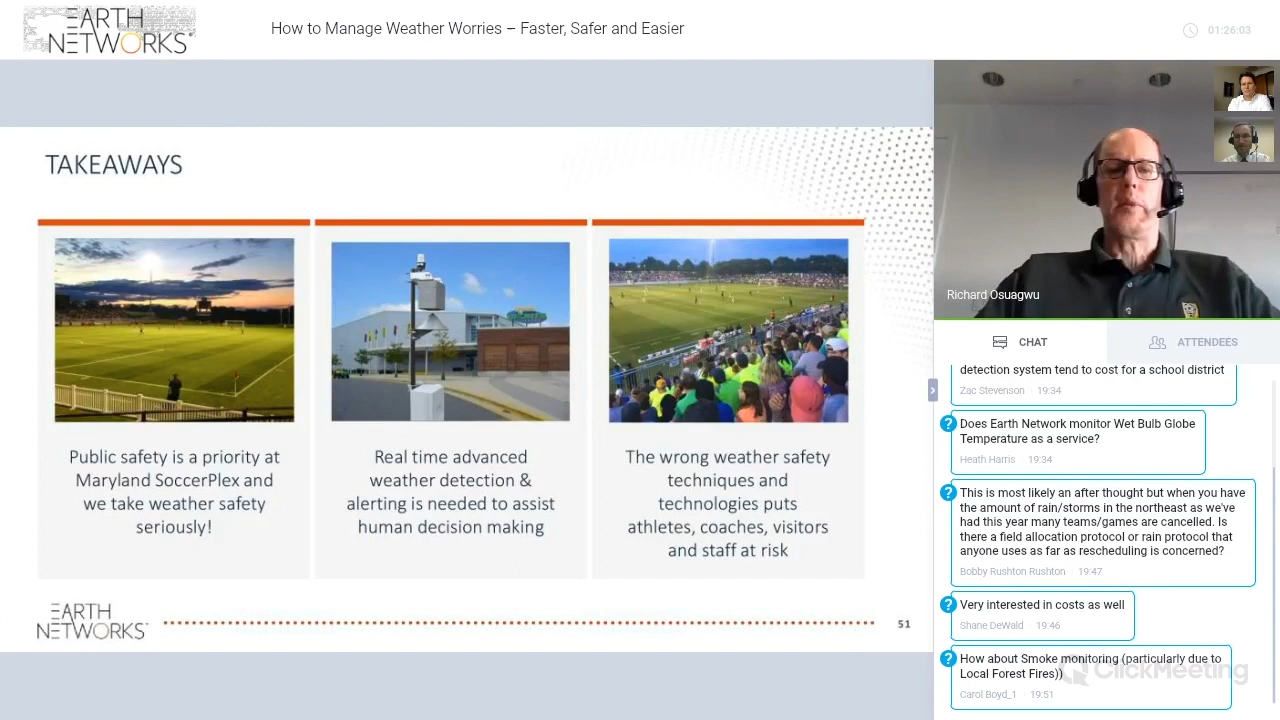 EARTH
NETWORKS
How to Manage Weather Worries – Faster, Safer and Easier
01:26:03
TAKEAWAYS
Public safety is a priority at
Maryland SoccerPlex and
we take weather safety
seriously!
Real time advanced
weather detection &
alerting is needed to assist
human decision making
The wrong weather safety
techniques and
technologies puts
athletes, coaches, visitors
and staff at risk
EARTH
NETWORKS
51
Richard Osuagwu
CHAT
ATTENDEES
detection system tend to cost for a school district
Zac Stevenson · 19:34
Does Earth Network monitor Wet Bulb Globe
Temperature as a service?
Heath Harris · 19:34
This is most likely an after thought but when you have
the amount of rain/storms in the northeast as we've
had this year many teams/games are cancelled. Is
there a field allocation protocol or rain protocol that
anyone uses as far as rescheduling is concerned?
Bobby Rushton Rushton · 19:47
Very interested in costs as well
Shane DeWald · 19:46
How about Smoke monitoring (particularly due to
Local Forest Fires))
Carol Boyd_1 · 19:51
ClickMeeting